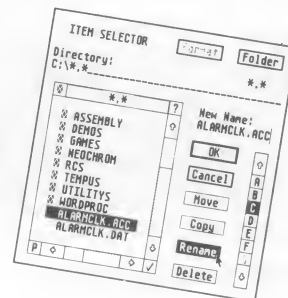 ITEM SELECTOR
Format
Folder
Directory:
C:\*.*
*.*
*.*
?
ASSEMBLY
DEMOS
GAMES
NEOCHROM
RCS
TEMPUS
UTILITYS
WORDPROC
ALARMCLK.ACC
ALARMCLK.DAT
P
New Name:
ALARMCLK.ACC
OK
Cancel
Move
Copy
Rename
Delete
A
B
C
D
E
F